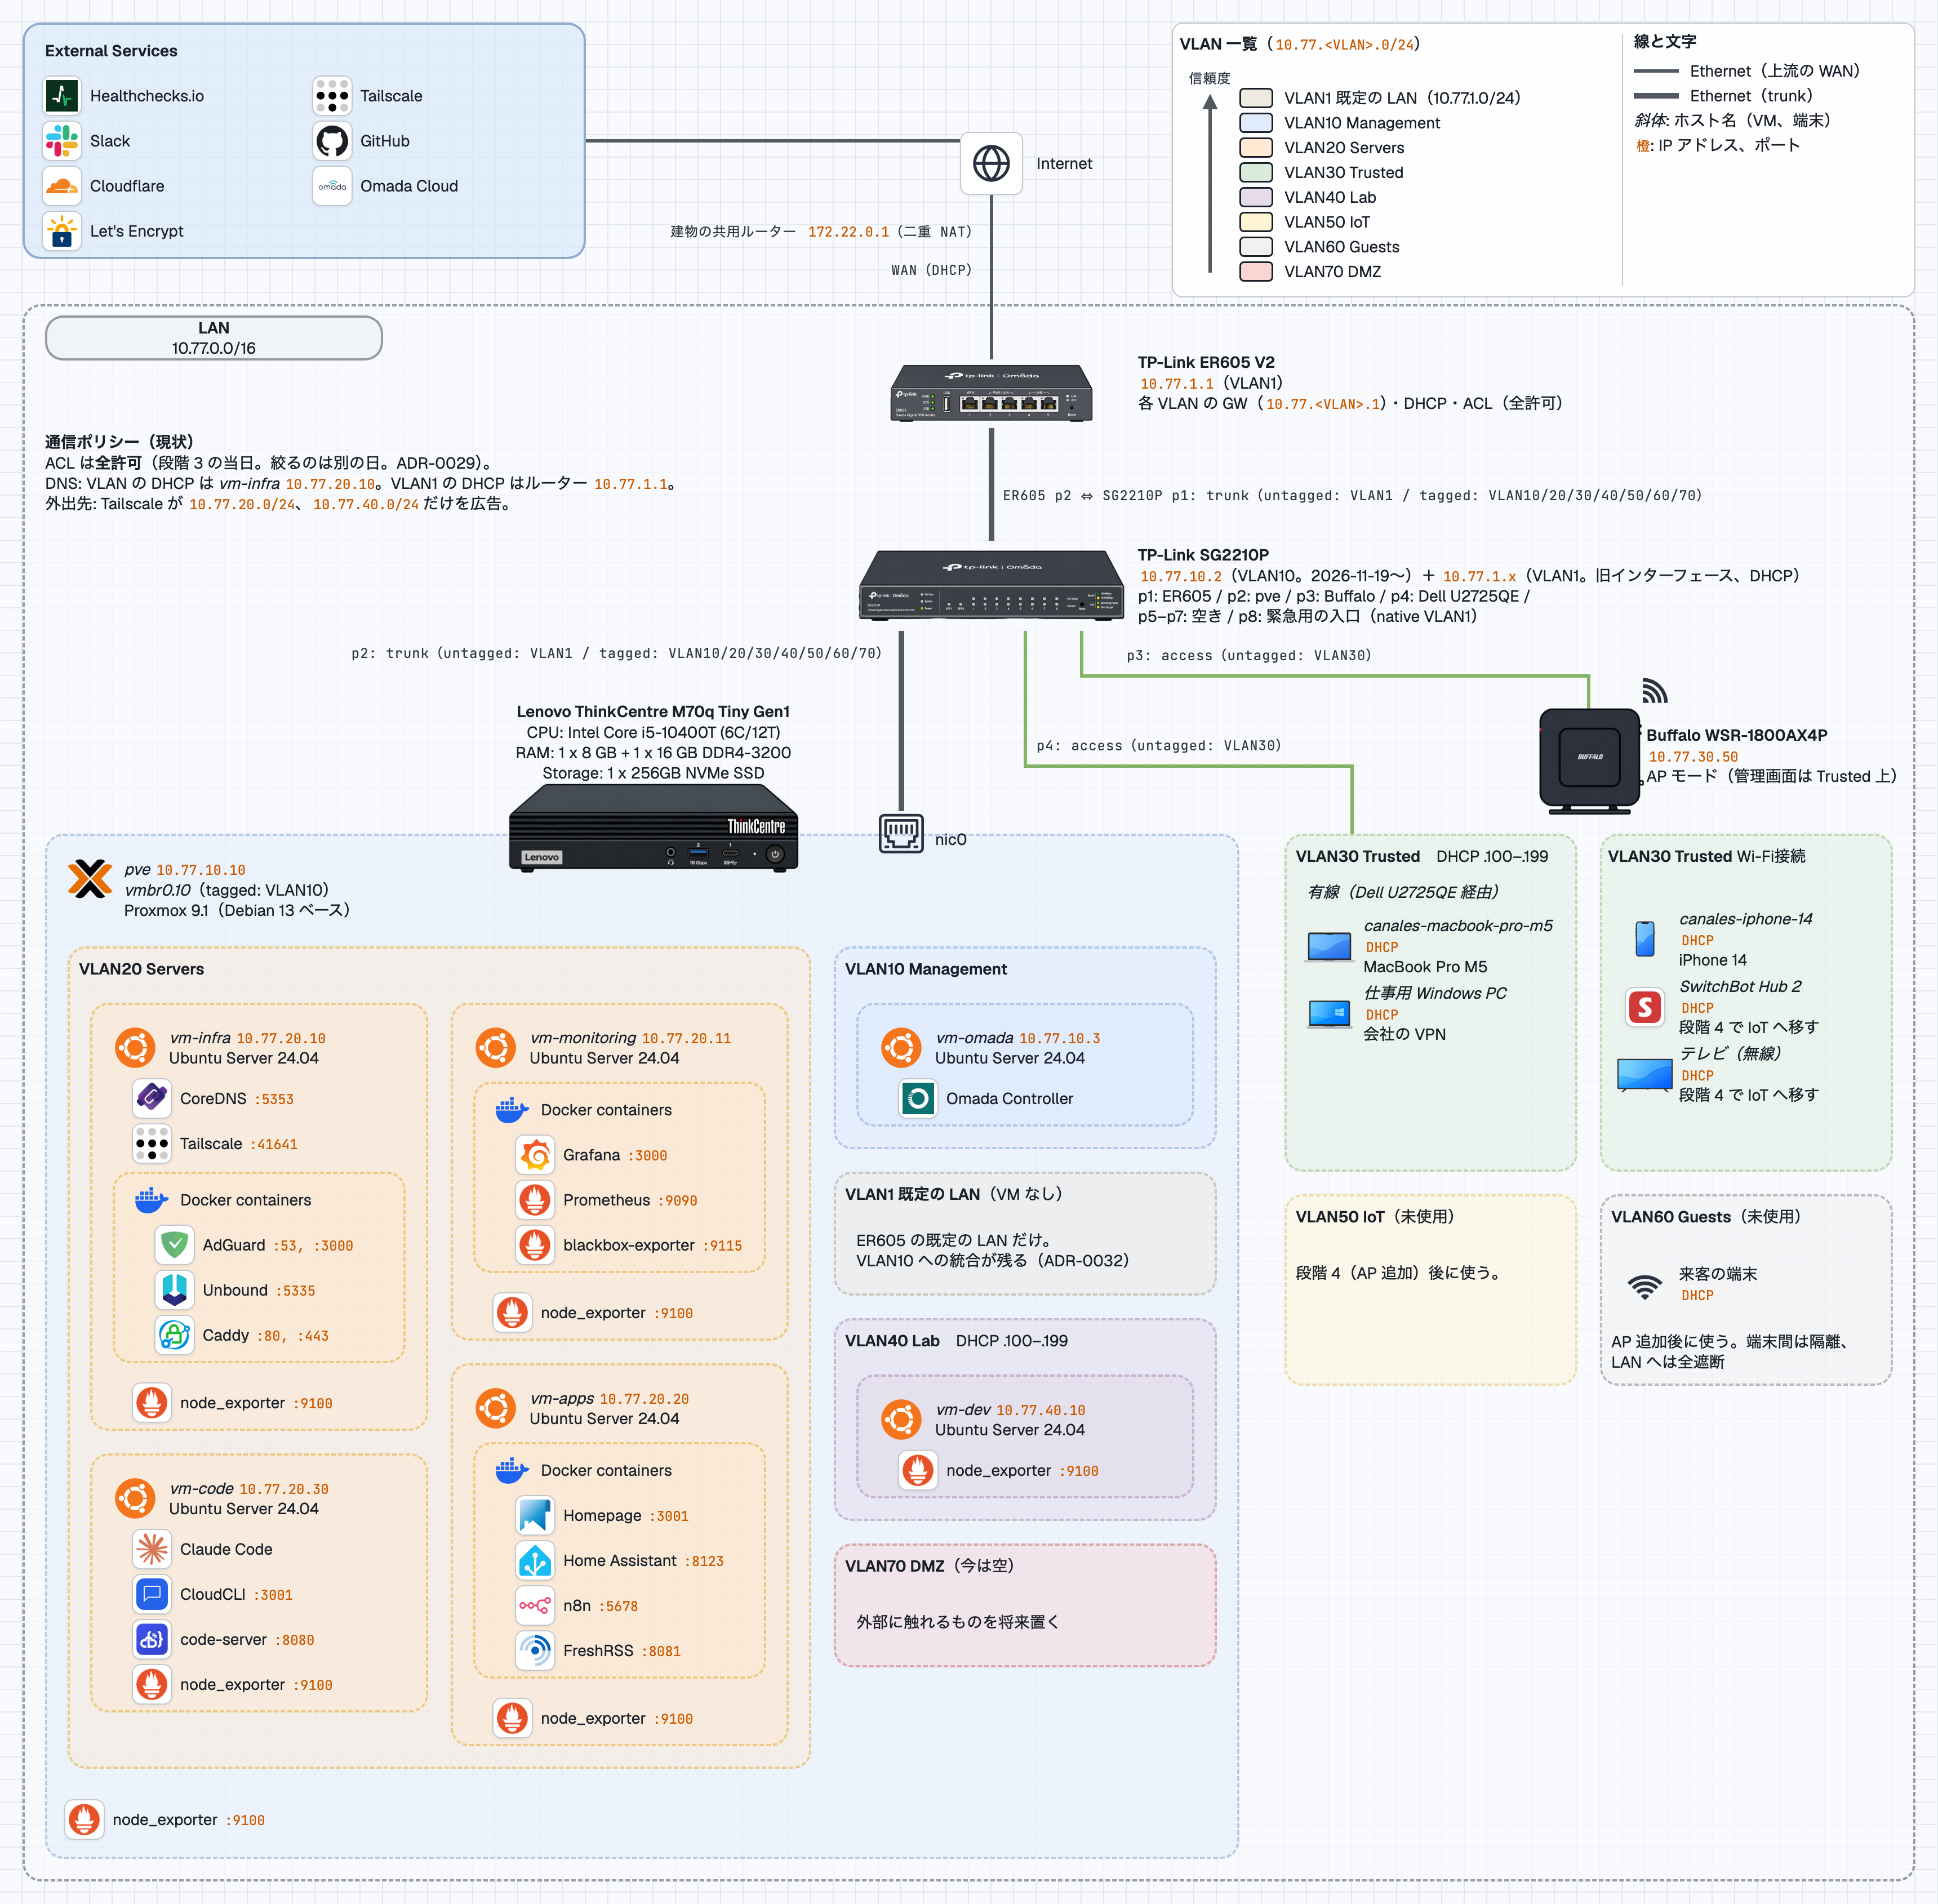 External Services
Healthchecks.io
Tailscale
Slack
GitHub
Cloudflare
Omada Cloud
Let's Encrypt
Internet
建物の共用ルーター 172.22.0.1（二重 NAT）
WAN（DHCP）
VLAN 一覧（10.77.<VLAN>.0/24）
信頼度
VLAN1 既定の LAN（10.77.1.0/24）
VLAN10 Management
VLAN20 Servers
VLAN30 Trusted
VLAN40 Lab
VLAN50 IoT
VLAN60 Guests
VLAN70 DMZ
線と文字
Ethernet（上流の WAN）
Ethernet（trunk）
斜体: ホスト名（VM、端末）
橙: IP アドレス、ポート
LAN
10.77.0.0/16
TP-Link ER605 V2
10.77.1.1（VLAN1）
各 VLAN の GW（10.77.<VLAN>.1）・DHCP・ACL（全許可）
tp-link | Omada
通信ポリシー（現状）
ACL は全許可（段階 3 の当日。絞るのは別の日。ADR-0029）。
DNS: VLAN の DHCP は vm-infra 10.77.20.10。VLAN1 の DHCP はルーター 10.77.1.1。
外出先: Tailscale が 10.77.20.0/24、10.77.40.0/24 だけを広告。
ER605 p2 ⇔ SG2210P p1: trunk（untagged: VLAN1 / tagged: VLAN10/20/30/40/50/60/70）
tp-link | Omada
TP-Link SG2210P
10.77.10.2（VLAN10。2026-11-19〜）＋ 10.77.1.x（VLAN1。旧インターフェース、DHCP）
p1: ER605 / p2: pve / p3: Buffalo / p4: Dell U2725QE /
p5–p7: 空き / p8: 緊急用の入口（native VLAN1）
p2: trunk（untagged: VLAN1 / tagged: VLAN10/20/30/40/50/60/70）
p3: access（untagged: VLAN30）
p4: access（untagged: VLAN30）
Lenovo ThinkCentre M70q Tiny Gen1
CPU: Intel Core i5-10400T (6C/12T)
RAM: 1 x 8 GB + 1 x 16 GB DDR4-3200
Storage: 1 x 256GB NVMe SSD
ThinkCentre
Lenovo
nic0
BUFFALO
Buffalo WSR-1800AX4P
10.77.30.50
AP モード（管理画面は Trusted 上）
pve 10.77.10.10
vmbr0.10（tagged: VLAN10）
Proxmox 9.1（Debian 13 ベース）
VLAN20 Servers
vm-infra 10.77.20.10
Ubuntu Server 24.04
CoreDNS :5353
Tailscale :41641
Docker containers
AdGuard :53, :3000
Unbound :5335
Caddy :80, :443
node_exporter :9100
vm-code 10.77.20.30
Ubuntu Server 24.04
Claude Code
CloudCLI :3001
code-server :8080
node_exporter :9100
vm-monitoring 10.77.20.11
Ubuntu Server 24.04
Docker containers
Grafana :3000
Prometheus :9090
blackbox-exporter :9115
node_exporter :9100
vm-apps 10.77.20.20
Ubuntu Server 24.04
Docker containers
Homepage :3001
Home Assistant :8123
n8n :5678
FreshRSS :8081
node_exporter :9100
node_exporter :9100
VLAN10 Management
vm-omada 10.77.10.3
Ubuntu Server 24.04
Omada Controller
VLAN1 既定の LAN（VM なし）
ER605 の既定の LAN だけ。
VLAN10 への統合が残る（ADR-0032）
VLAN40 Lab DHCP .100–.199
vm-dev 10.77.40.10
Ubuntu Server 24.04
node_exporter :9100
VLAN70 DMZ（今は空）
外部に触れるものを将来置く
VLAN30 Trusted DHCP .100–.199
有線（Dell U2725QE 経由）
canales-macbook-pro-m5
DHCP
MacBook Pro M5
仕事用 Windows PC
DHCP
会社の VPN
VLAN30 Trusted Wi-Fi接続
canales-iphone-14
DHCP
iPhone 14
SwitchBot Hub 2
DHCP
段階 4 で IoT へ移す
テレビ（無線）
DHCP
段階 4 で IoT へ移す
VLAN50 IoT（未使用）
段階 4（AP 追加）後に使う。
VLAN60 Guests（未使用）
来客の端末
DHCP
AP 追加後に使う。端末間は隔離、
LAN へは全遮断